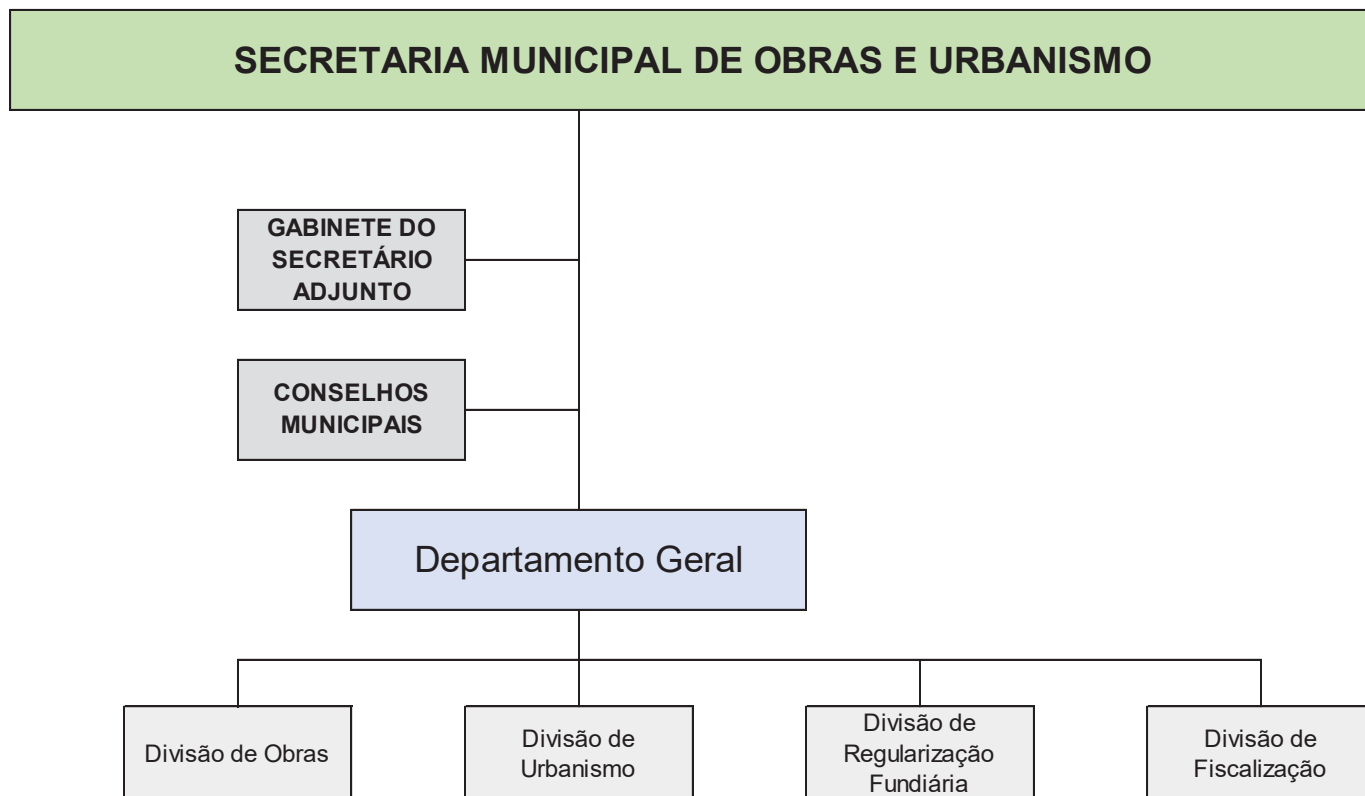 SECRETARIA MUNICIPAL DE OBRAS E URBANISMO
GABINETE DO
SECRETÁRIO
ADJUNTO
CONSELHOS
MUNICIPAIS
Departamento Geral
Divisão de Obras
Divisão de
Urbanismo
Divisão de
Regularização
Fundiária
Divisão de
Fiscalização